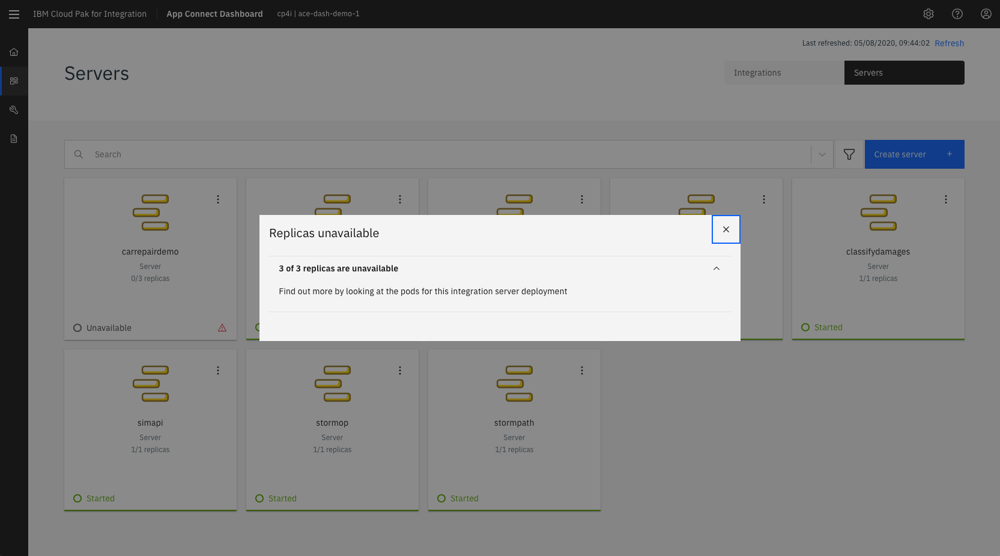 IBM Cloud Pak for Integration
App Connect Dashboard
cp4i | ace-dash-demo-1
Last refreshed: 05/08/2020, 09:44:02 Refresh
Servers
Integrations
Servers
Search
Create server +
Replicas unavailable
3 of 3 replicas are unavailable
Find out more by looking at the pods for this integration server deployment
carrepairdemo
Server
0/3 replicas
Unavailable
classifydamages
Server
1/1 replicas
Started
simapi
Server
1/1 replicas
Started
stormop
Server
1/1 replicas
Started
stormpath
Server
1/1 replicas
Started